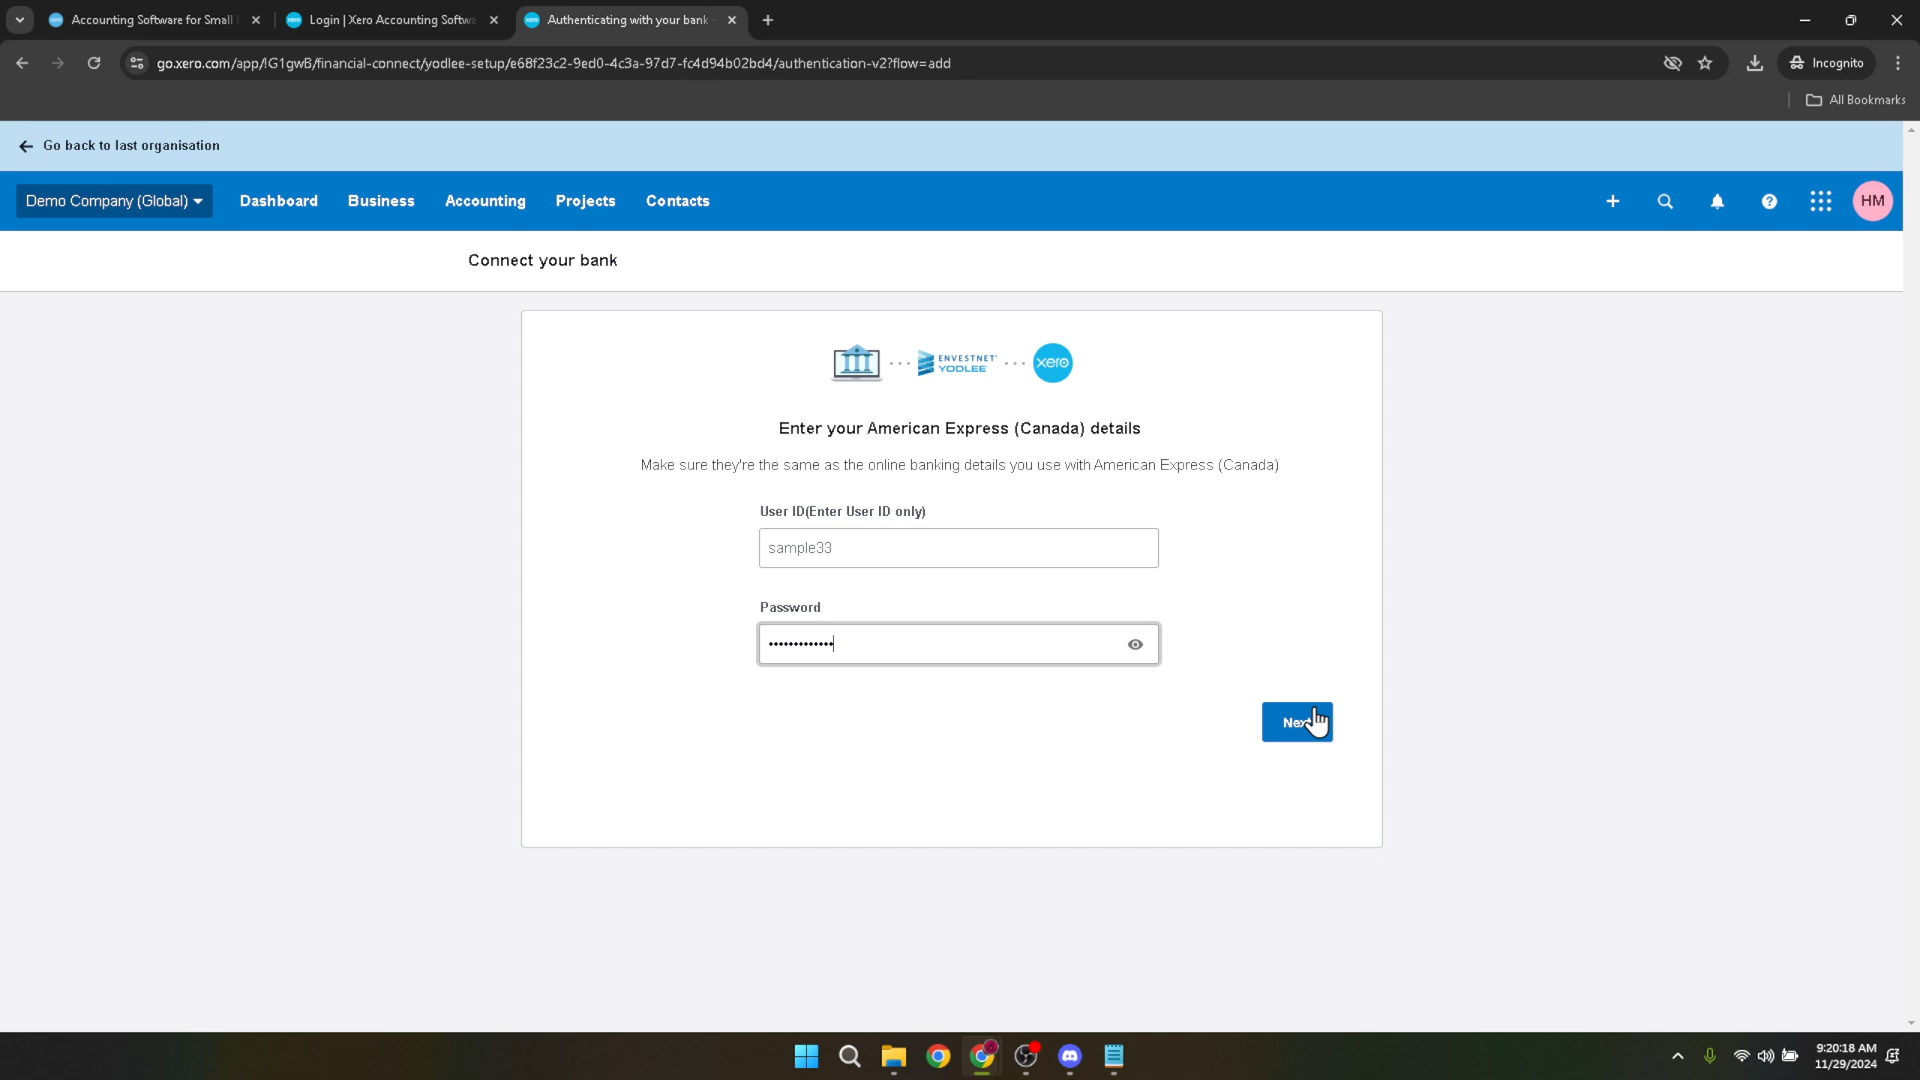 Accounting Software for Small
Login | Xero Accounting Softwa
Authenticating with your bank
go.xero.com/app/!G1gwB/financial-connect/yodlee-setup/e68f23c2-9ed0-4c3a-97d7-fc4d94b02bd4/authentication-v2?flow=add
Incognito
All Bookmarks
Go back to last organisation
Demo Company (Global)
Dashboard
Business
Accounting
Projects
Contacts
HM
Connect your bank
ENVESTNET
YODLEE
xero
Enter your American Express (Canada) details
Make sure they're the same as the online banking details you use with American Express (Canada)
User ID(Enter User ID only)
sample33
Password
•••••••••••••
Next
9:20:18 AM
11/29/2024